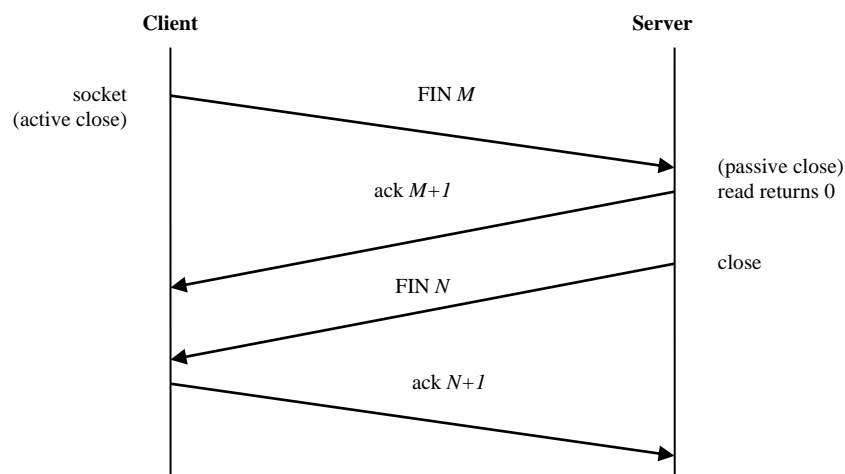 Client
Server
socket
(active close)
FIN M
(passive close)
read returns 0
ack M+1
close
FIN N
ack N+1